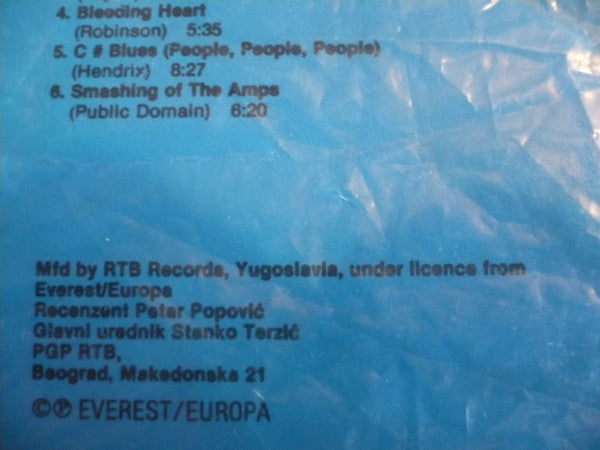 4. Bleeding Heart
(Robinson) 5:35
5. C # Blues (People, People, People)
(Hendrix) 8:27
6. Smashing of The Amps
(Public Domain) 6:20
Mfd by RTB Records, Yugoslavia, under licence from
Everest/Europa
Recenzent Petar Popović
Glavni urednik Stanko Terzić
PGP RTB,
Beograd, Makedonska 21
©℗ EVEREST/EUROPA